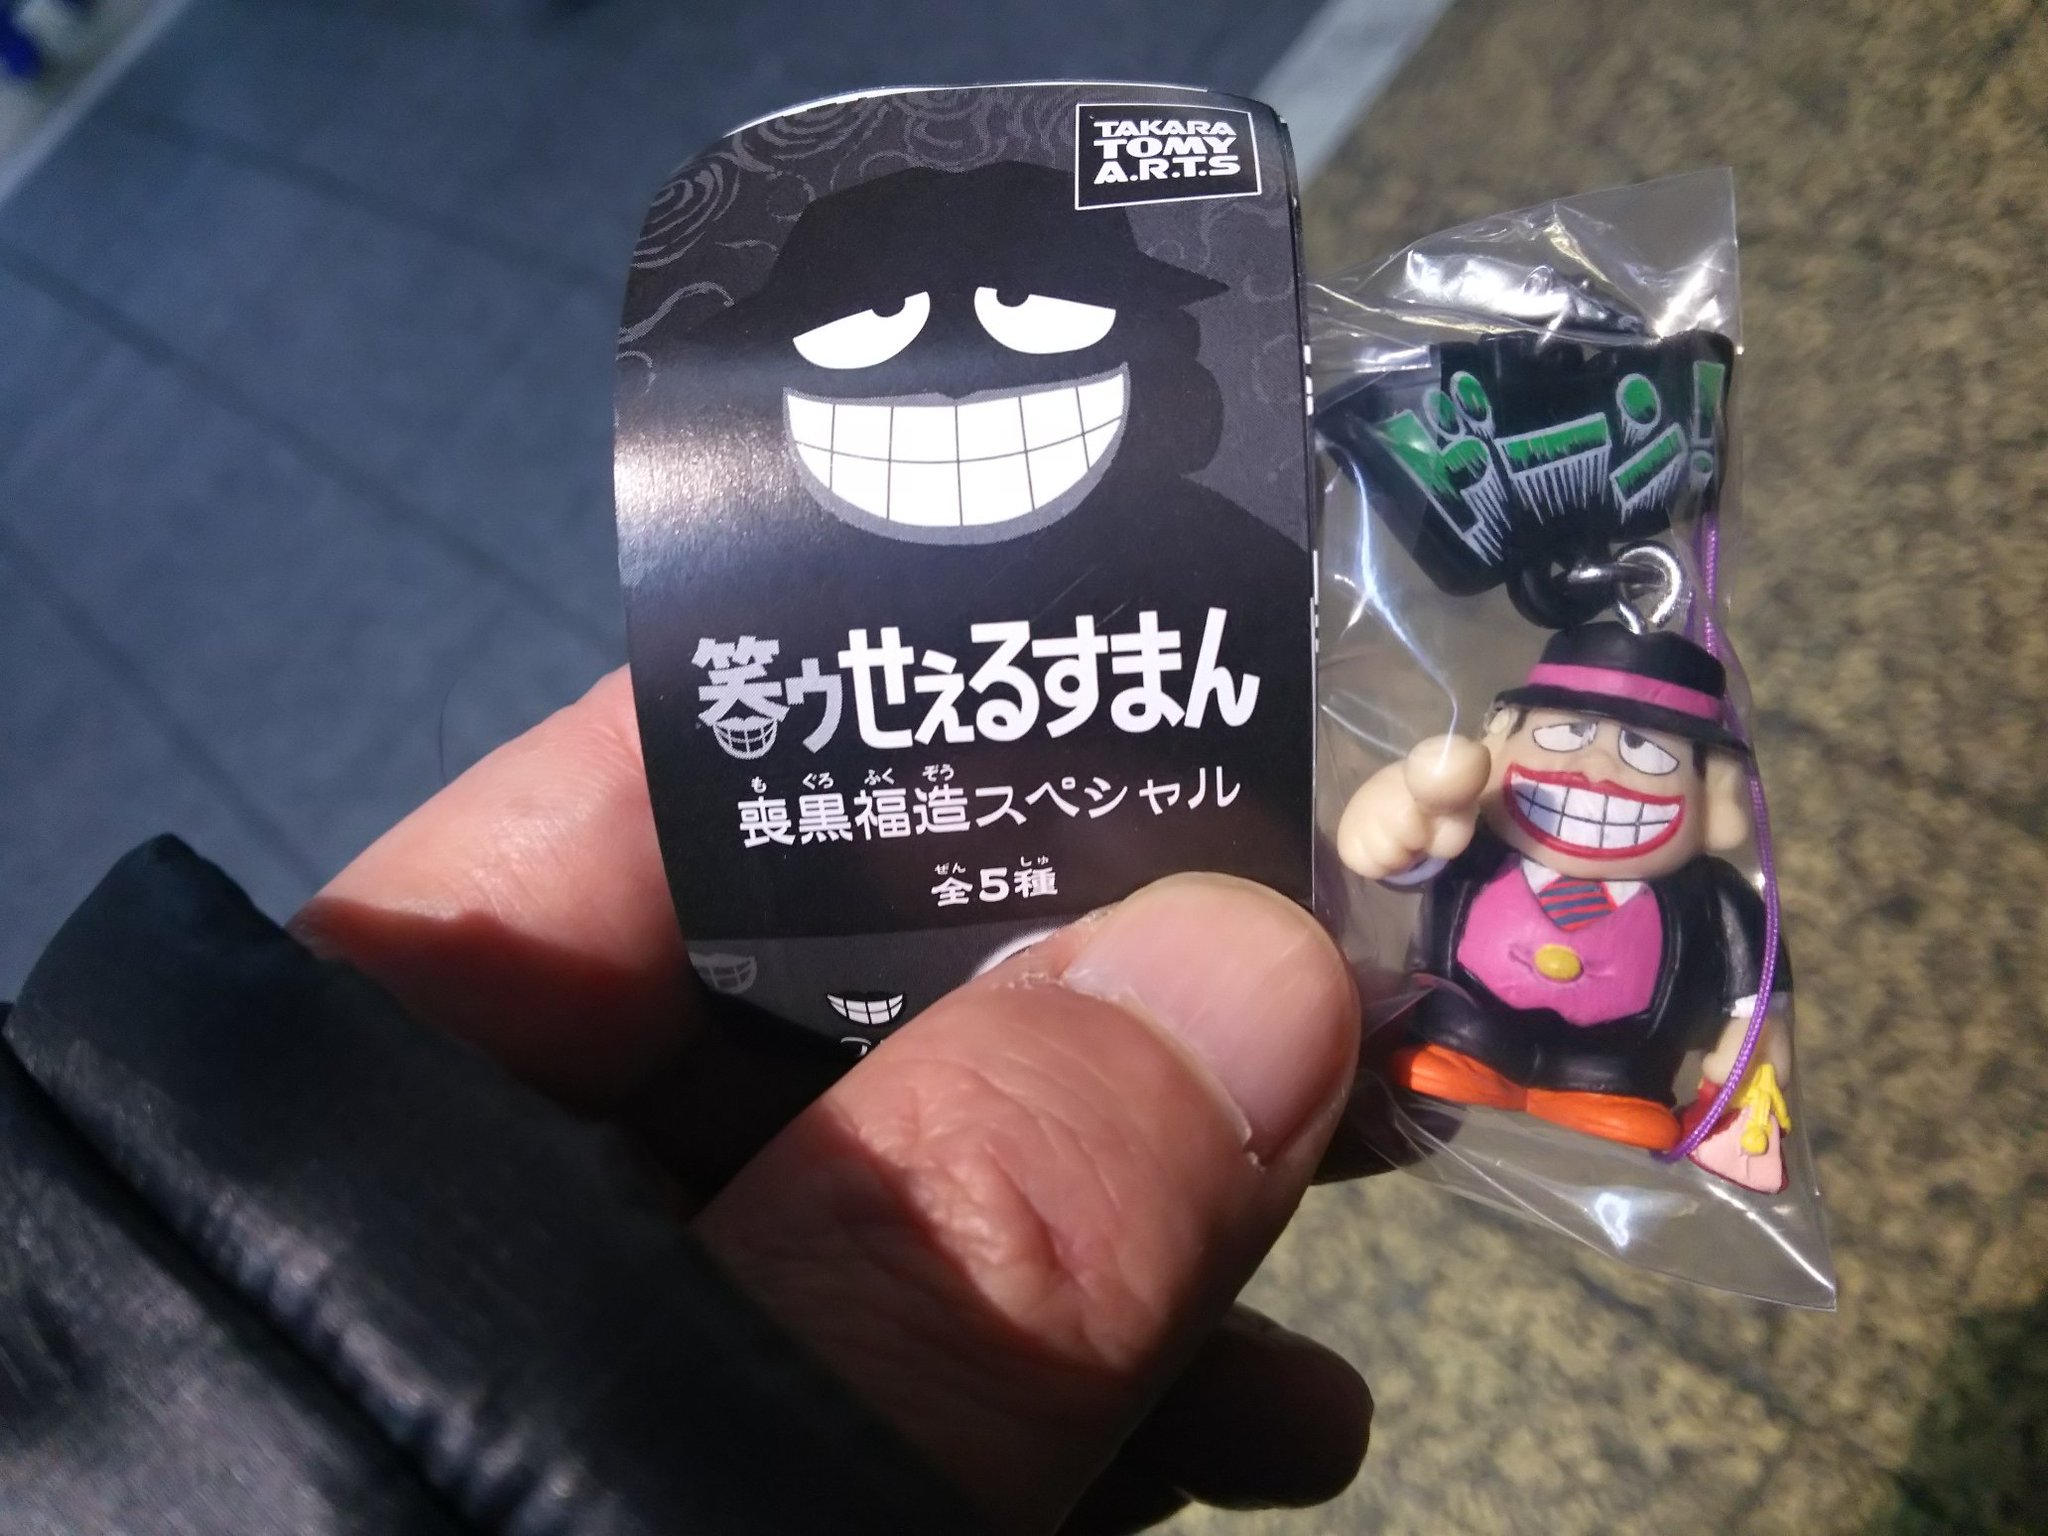 TAKARA
TOMY
A.R.T.S
笑ゥせぇるすまん
もぐろふくぞう
喪黒福造スペシャル
ぜんしゅ
全5種
ドーン!